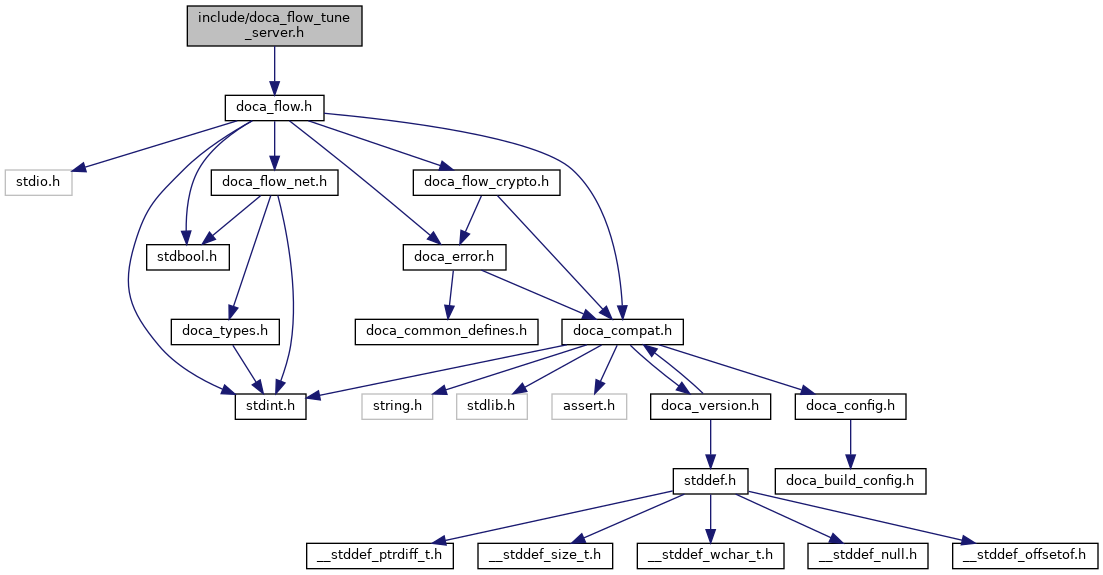 include/doca_flow_tune
_server.h
doca_flow.h
stdio.h
doca_flow_net.h
doca_flow_crypto.h
stdbool.h
doca_error.h
doca_types.h
doca_common_defines.h
doca_compat.h
stdint.h
string.h
stdlib.h
assert.h
doca_version.h
doca_config.h
stddef.h
doca_build_config.h
__stddef_ptrdiff_t.h
__stddef_size_t.h
__stddef_wchar_t.h
__stddef_null.h
__stddef_offsetof.h